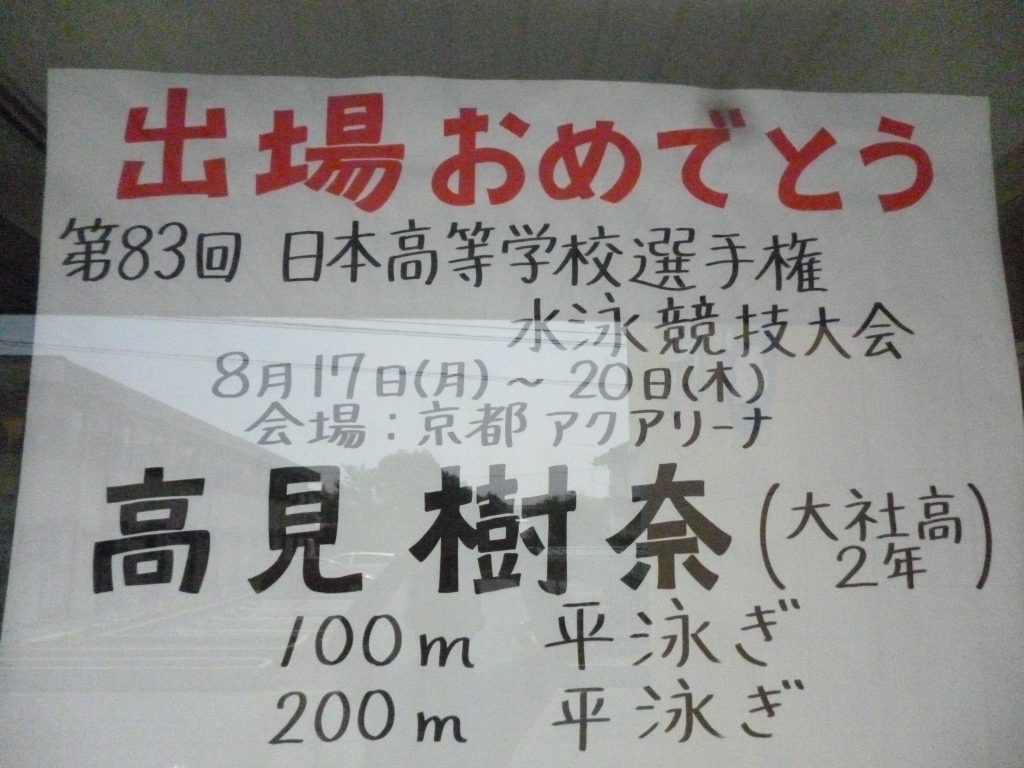 出場おめでとう
第83回 日本高等学校選手権
水泳競技大会
8月17日(月)~20日(木)
会場:京都アクアリーナ
高見樹奈(大社高
2年)
100m 平泳ぎ
200m 平泳ぎ